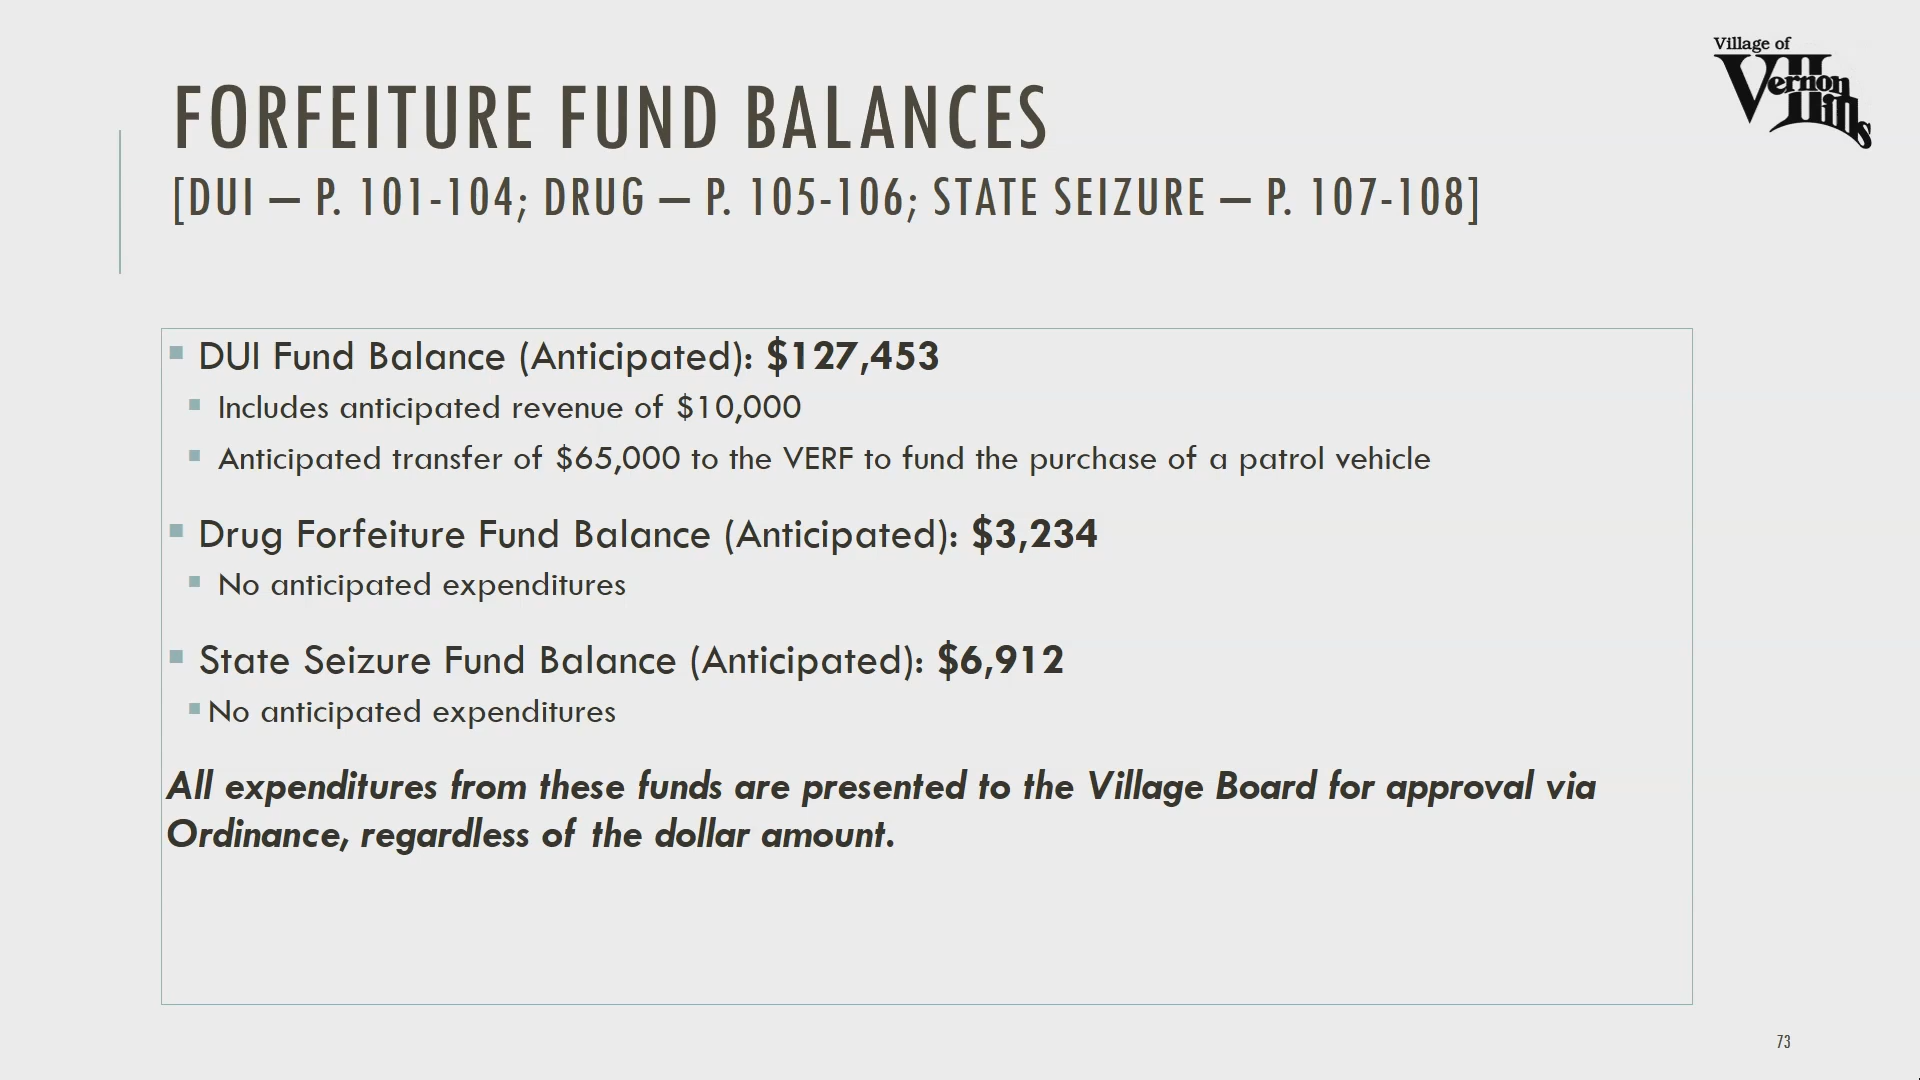 Village of
Vernon
Hills
FORFEITURE FUND BALANCES
[DUI — P. 101-104; DRUG — P. 105-106; STATE SEIZURE — P. 107-108]
DUI Fund Balance (Anticipated): $127,453
Includes anticipated revenue of $10,000
Anticipated transfer of $65,000 to the VERF to fund the purchase of a patrol vehicle
Drug Forfeiture Fund Balance (Anticipated): $3,234
No anticipated expenditures
State Seizure Fund Balance (Anticipated): $6,912
No anticipated expenditures
All expenditures from these funds are presented to the Village Board for approval via
Ordinance, regardless of the dollar amount.
73